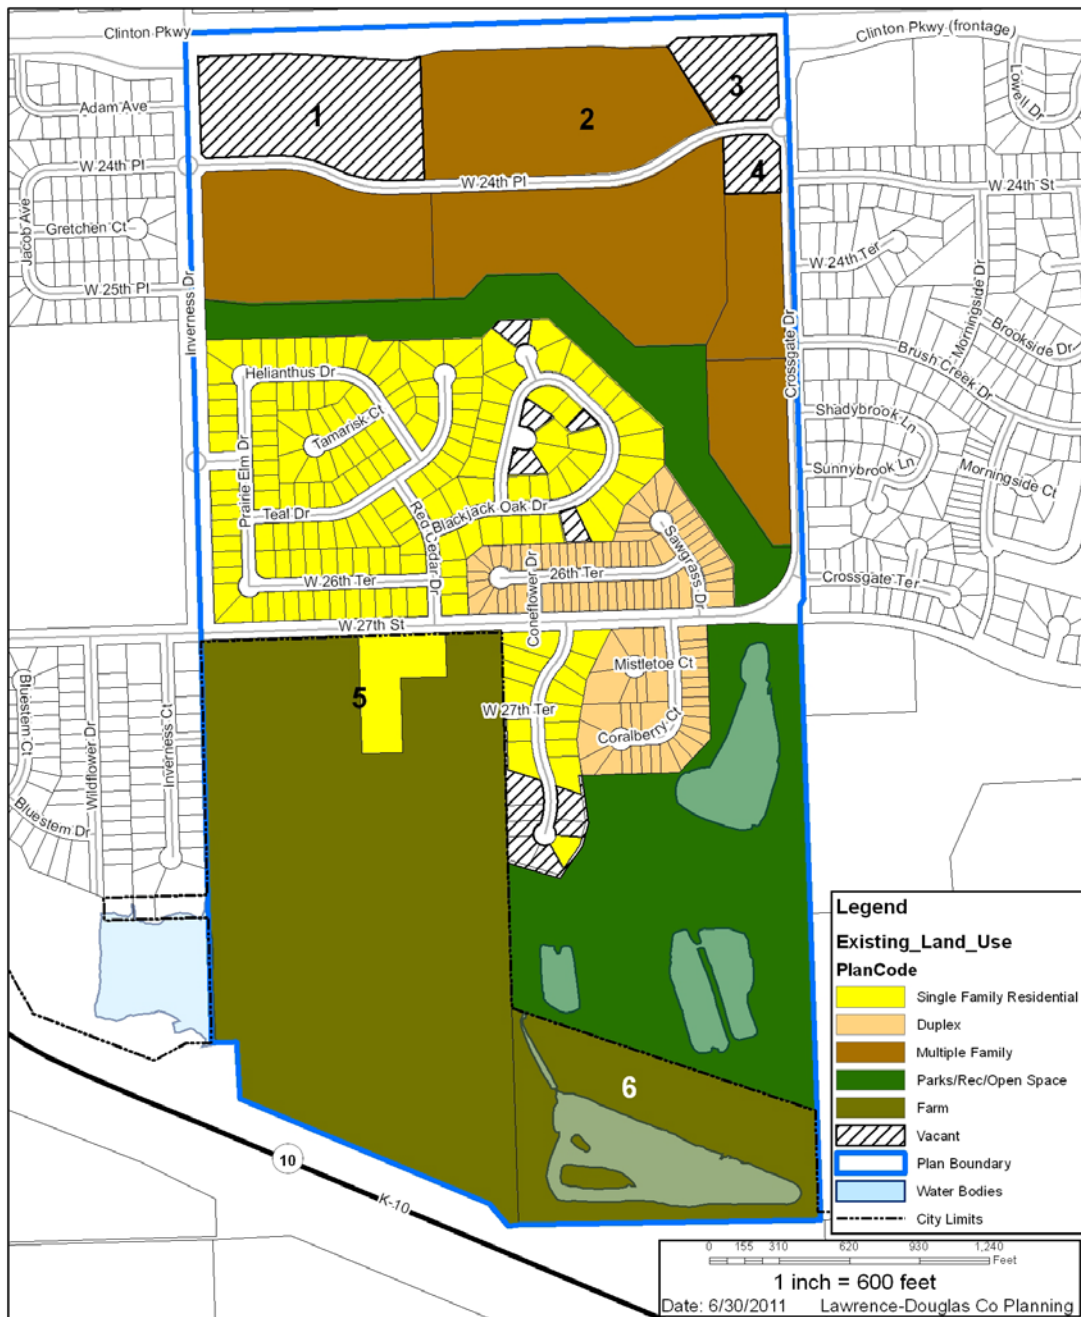 Clinton Pkwy
Clinton Pkwy (frontage)
Lowell Dr
Adam Ave
1
2
3
4
W 24th Pl
W 24th Pl
W 24th St
Jacob Ave
Gretchen Ct
W 25th Pl
Inverness Dr
W 24th Ter
Morningside Dr
Brookside Dr
Brush Creek Dr
Crossgate Dr
Helianthus Dr
Tamarisk Ct
Prairie Elm Dr
Teal Dr
Red Cedar Dr
Blackjack Oak Dr
Shadybrook Ln
Sunnybrook Ln
Morningside Ct
Sawgrass Dr
W 26th Ter
Coneflower Dr
26th Ter
Crossgate Ter
W 27th St
Mistletoe Ct
W 27th Ter
Coralberry Ct
5
Bluestem Ct
Wildflower Dr
Inverness Ct
Bluestem Dr
6
10
K-10
Legend
Existing_Land_Use
PlanCode
Single Family Residential
Duplex
Multiple Family
Parks/Rec/Open Space
Farm
Vacant
Plan Boundary
Water Bodies
City Limits
0 155 310 620 930 1,240
Feet
1 inch = 600 feet
Date: 6/30/2011 Lawrence-Douglas Co Planning